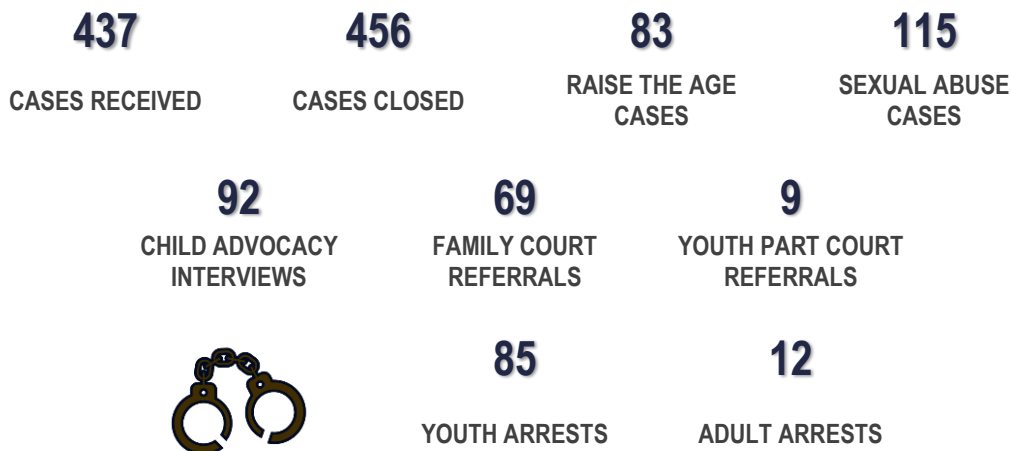 437
456
83
115
CASES RECEIVED
CASES CLOSED
RAISE THE AGE
CASES
SEXUAL ABUSE
CASES
92
69
9
CHILD ADVOCACY
INTERVIEWS
FAMILY COURT
REFERRALS
YOUTH PART COURT
REFERRALS
85
12
YOUTH ARRESTS
ADULT ARRESTS